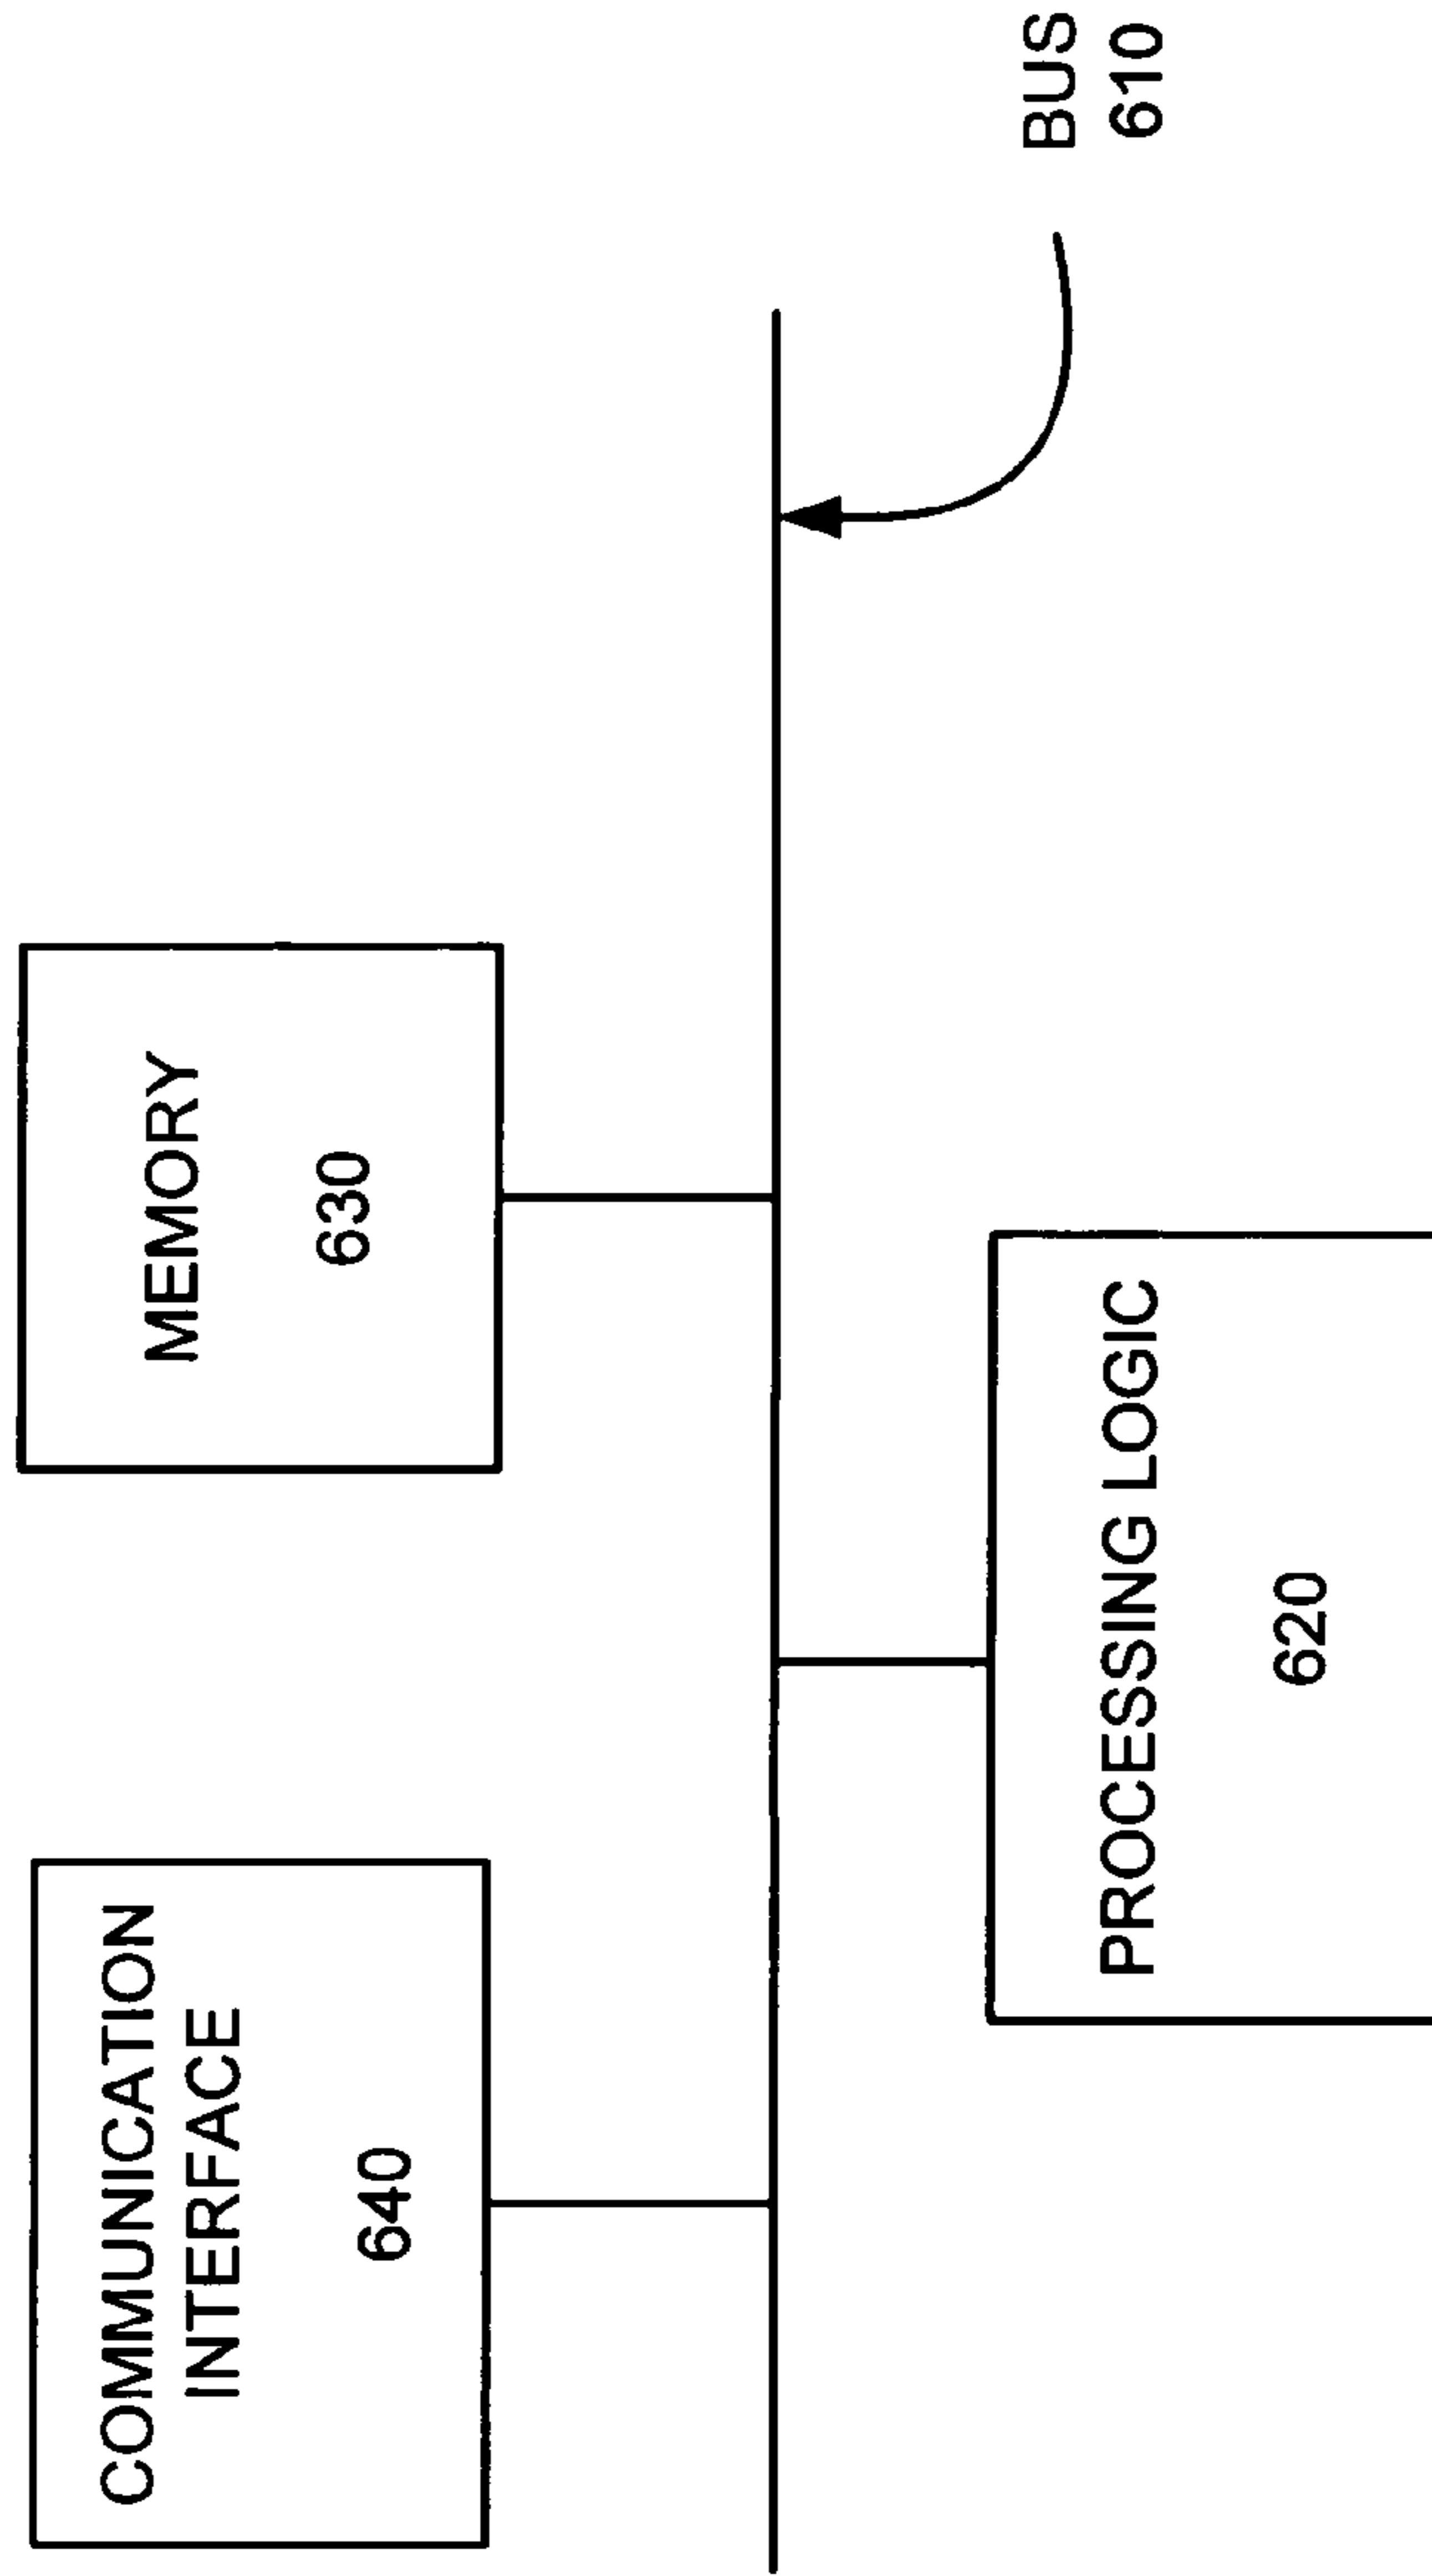 COMMUNICATION
INTERFACE
640
MEMORY
630
BUS
610
PROCESSING LOGIC
620